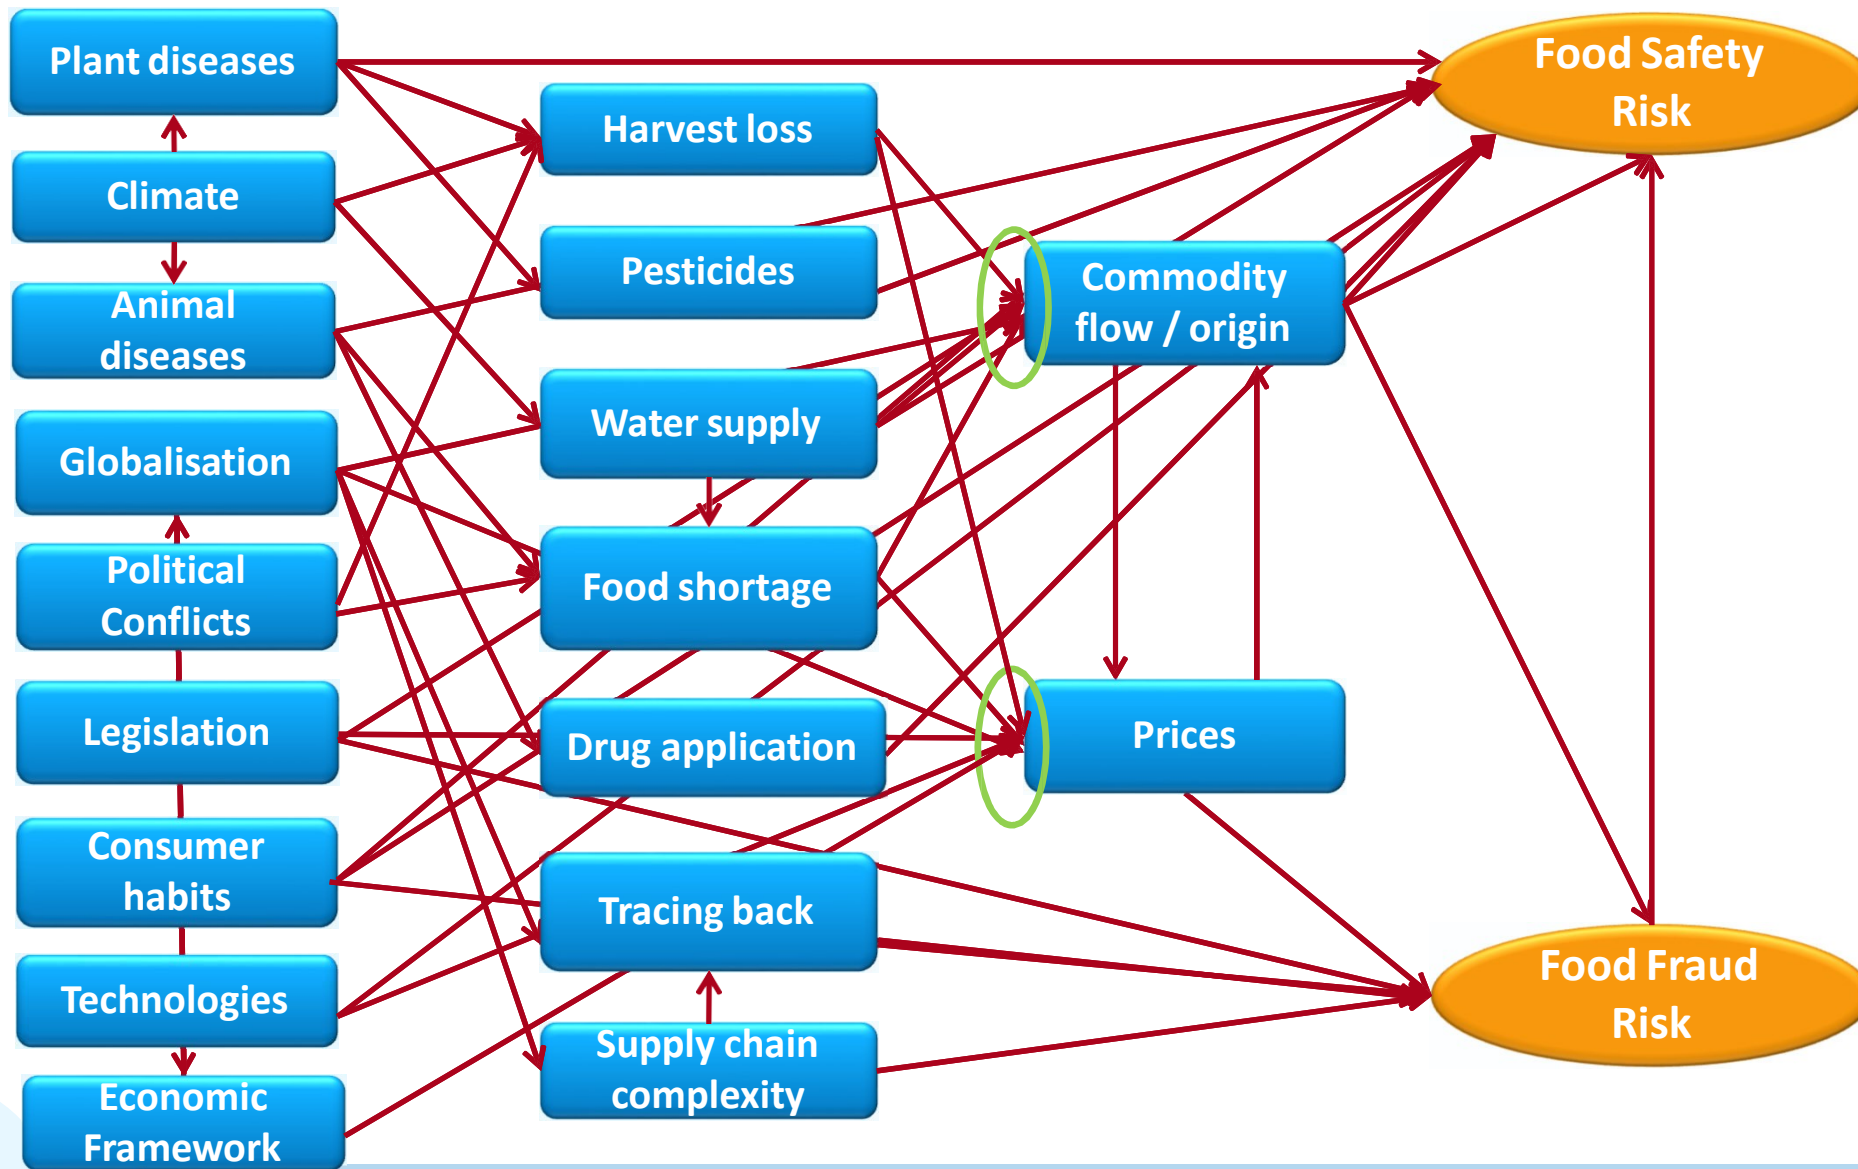 Plant diseases
Climate
Animal
diseases
Globalisation
Political
Conflicts
Legislation
Consumer
habits
Technologies
Economic
Framework
Harvest loss
Pesticides
Water supply
Food shortage
Drug application
Tracing back
Supply chain
complexity
Commodity
flow / origin
Prices
Food Safety
Risk
Food Fraud
Risk